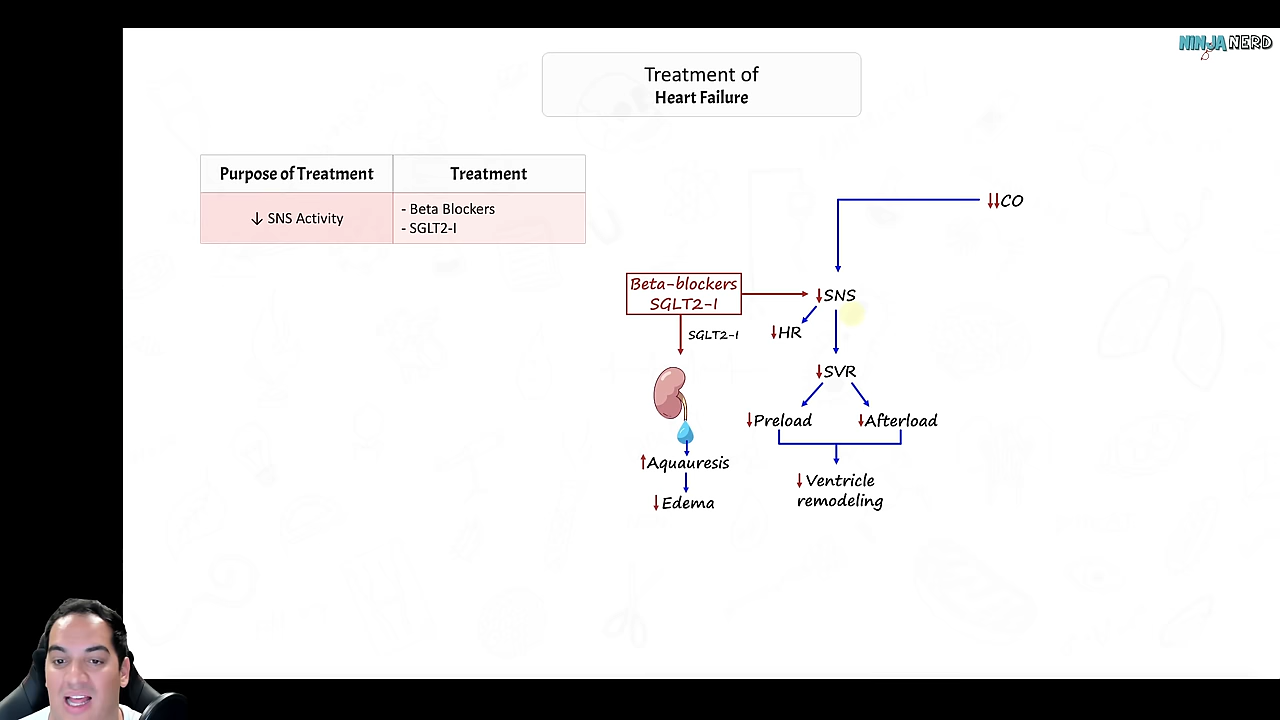 NINJA NERD
Treatment of
Heart Failure
Purpose of Treatment
Treatment
↓ SNS Activity
- Beta Blockers
- SGLT2-I
↓↓CO
Beta-blockers
SGLT2-I
↓SNS
SGLT2-I
↓HR
↓SVR
↓Preload
↓Afterload
↑Aquauresis
↓Edema
↓Ventricle
remodeling